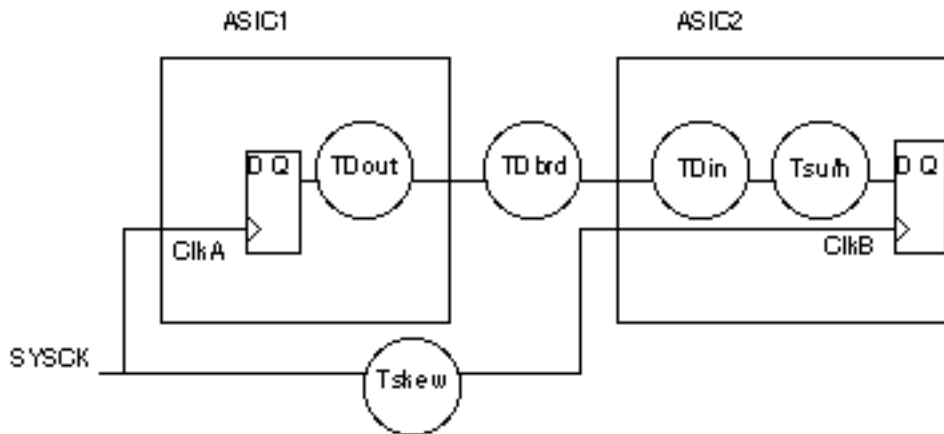 ASIC1
ASIC2
D Q
TDout
TDbrd
TDin
Tsu/h
D Q
ClkA
ClkB
SYSCK
Tskew